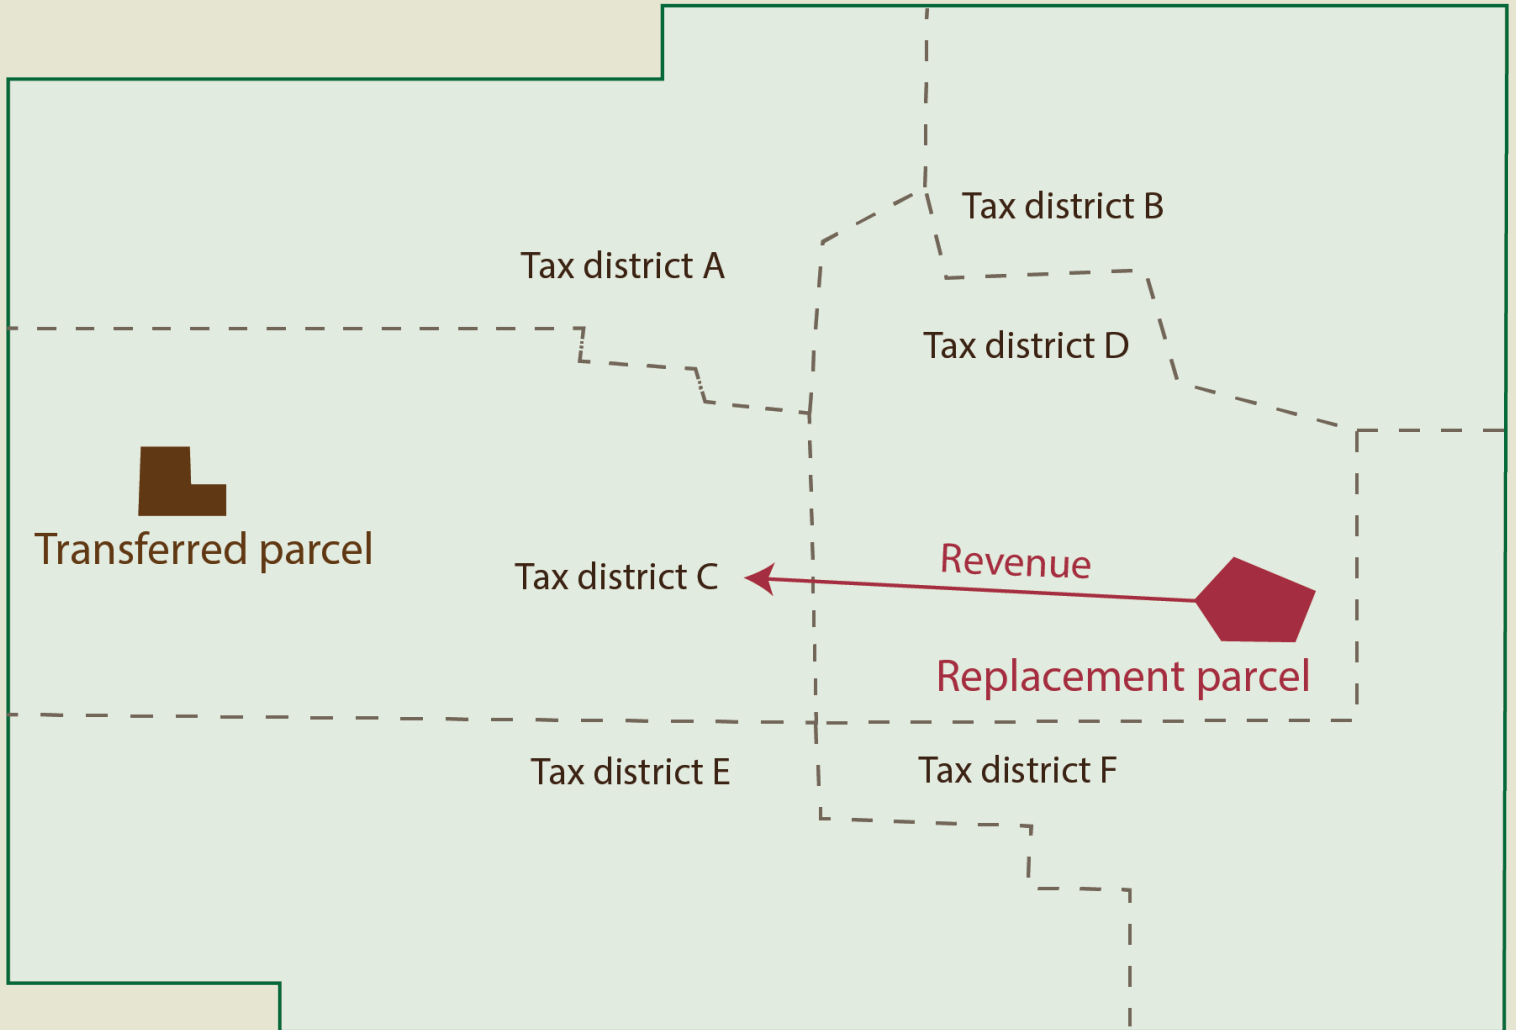 Tax district B
Tax district A
Tax district D
Transferred parcel
Revenue
Tax district C
Replacement parcel
Tax district E
Tax district F